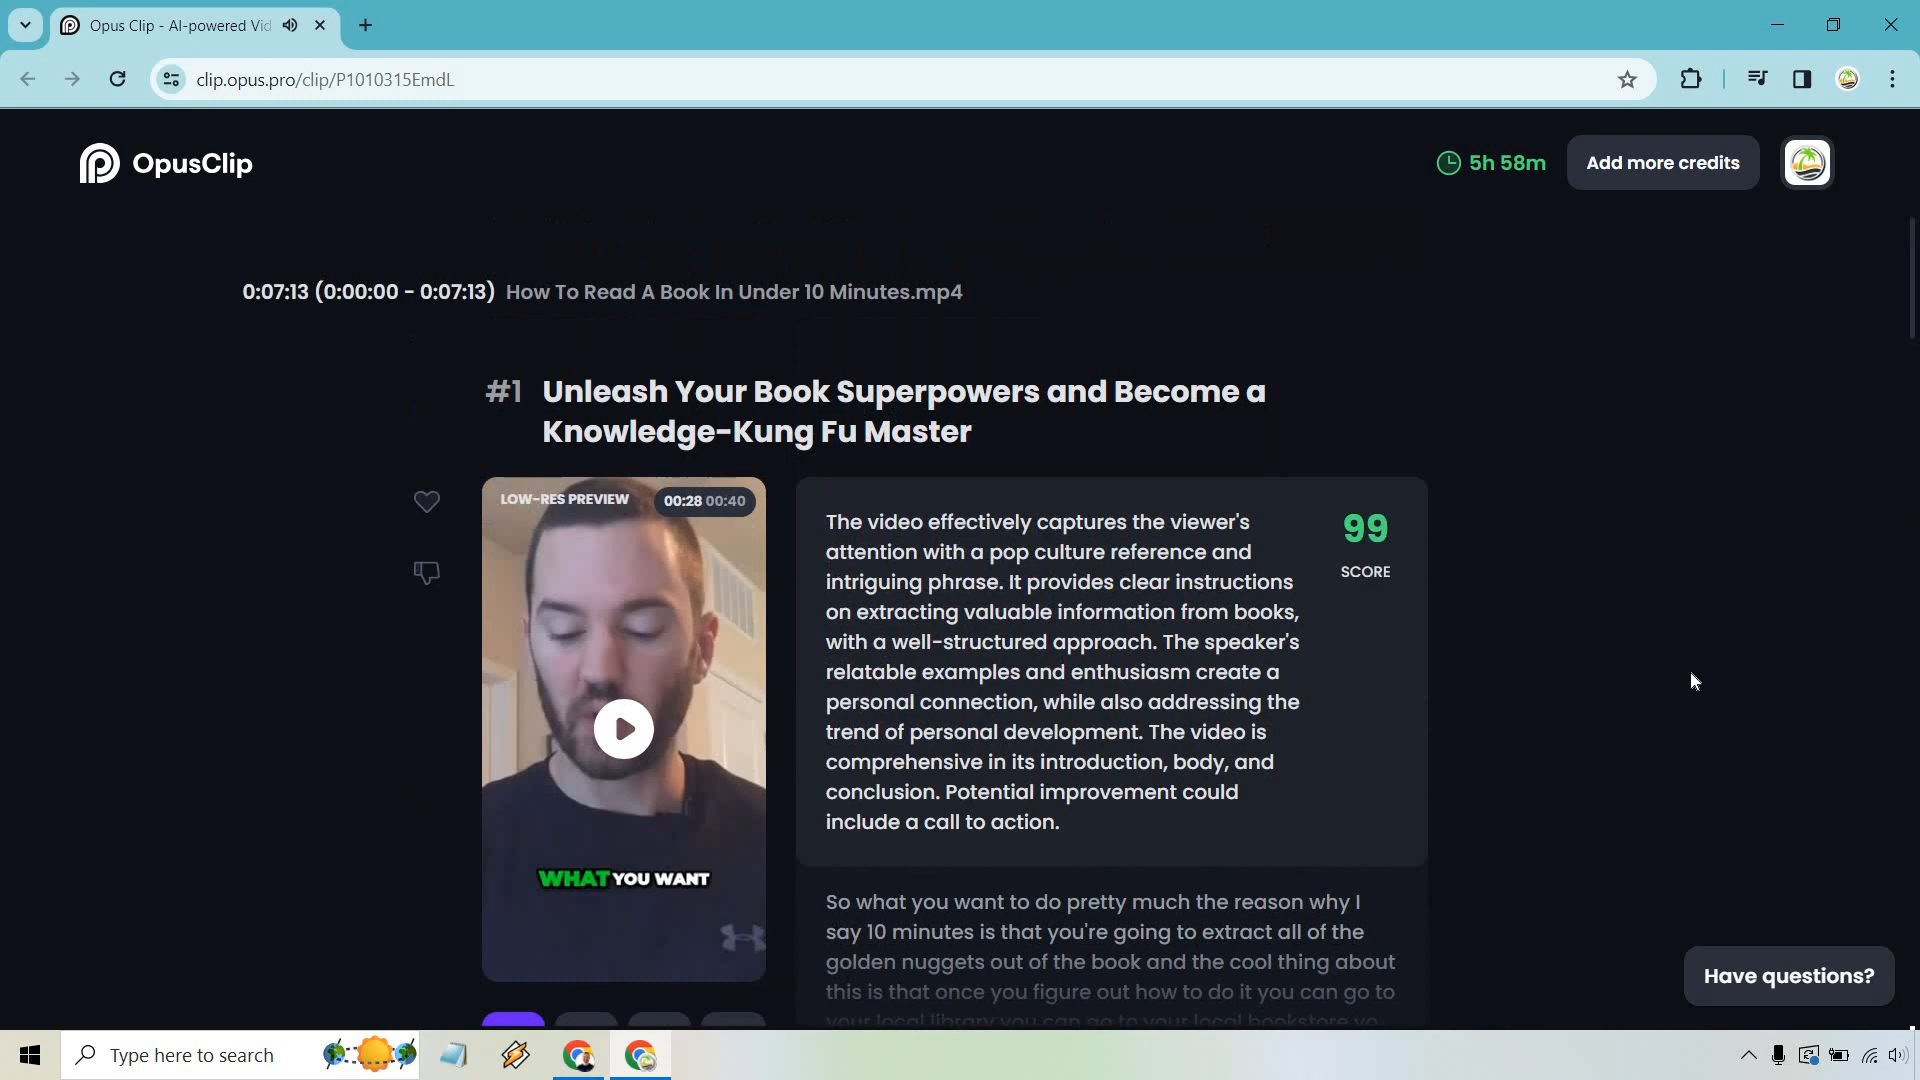 Opus Clip - AI-powered Vid
clip.opus.pro/clip/P1010315EmdL
OpusClip
5h 58m
Add more credits
0:07:13 (0:00:00 - 0:07:13) How To Read A Book In Under 10 Minutes.mp4
#1 Unleash Your Book Superpowers and Become a
Knowledge-Kung Fu Master
LOW-RES PREVIEW
00:28 00:40
WHAT YOU WANT
The video effectively captures the viewer's
attention with a pop culture reference and
intriguing phrase. It provides clear instructions
on extracting valuable information from books,
with a well-structured approach. The speaker's
relatable examples and enthusiasm create a
personal connection, while also addressing the
trend of personal development. The video is
comprehensive in its introduction, body, and
conclusion. Potential improvement could
include a call to action.
99
SCORE
So what you want to do pretty much the reason why I
say 10 minutes is that you're going to extract all of the
golden nuggets out of the book and the cool thing about
this is that once you figure out how to do it you can go to
your local library you can go to your local bookstore yo
Have questions?
Type here to search